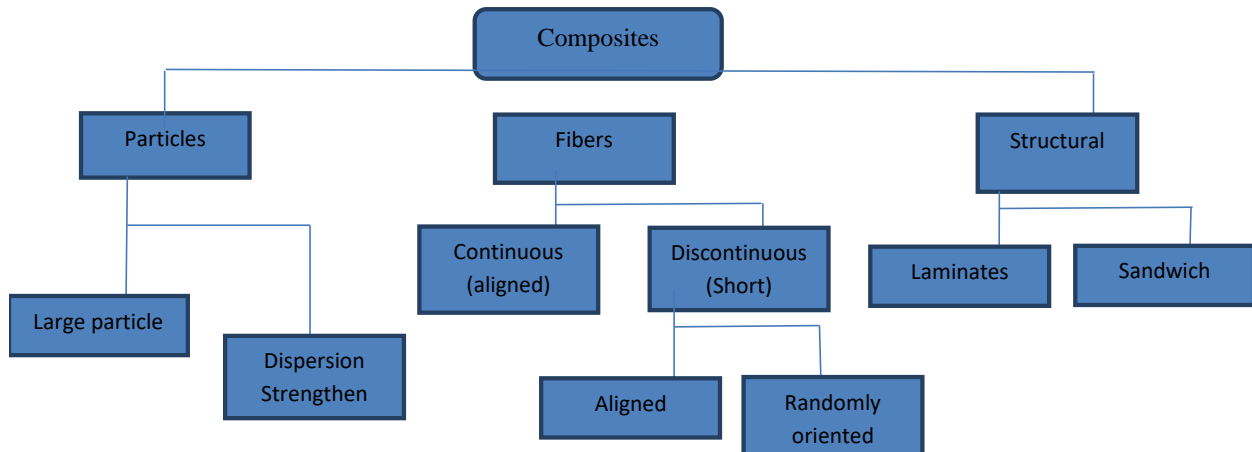 Composites
Particles
Fibers
Structural
Continuous
(aligned)
Discontinuous
(Short)
Laminates
Sandwich
Large particle
Dispersion
Strengthen
Aligned
Randomly
oriented